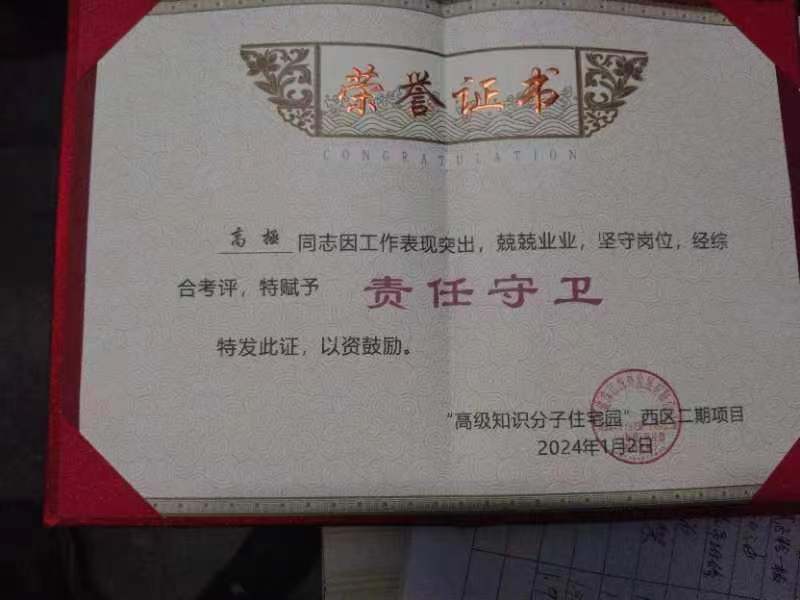 荣誉证书
CONGRATULATION
高极同志因工作表现突出，兢兢业业，坚守岗位，经综
合考评，特赋予 责任守卫
特发此证，以资鼓励。
“高级知识分子住宅园”西区二期项目
2024年1月2日